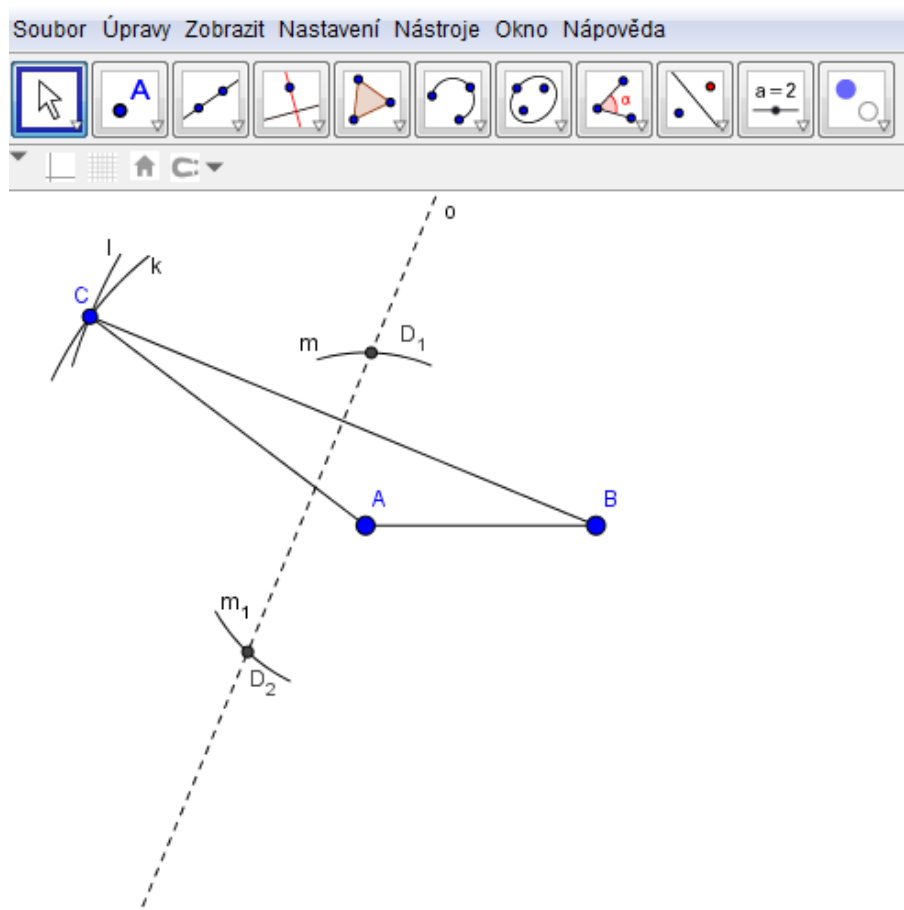 Soubor Úpravy Zobrazit Nastavení Nástroje Okno Nápověda
A
α
a = 2
o
l
k
C
m
D₁
A
B
m₁
D₂